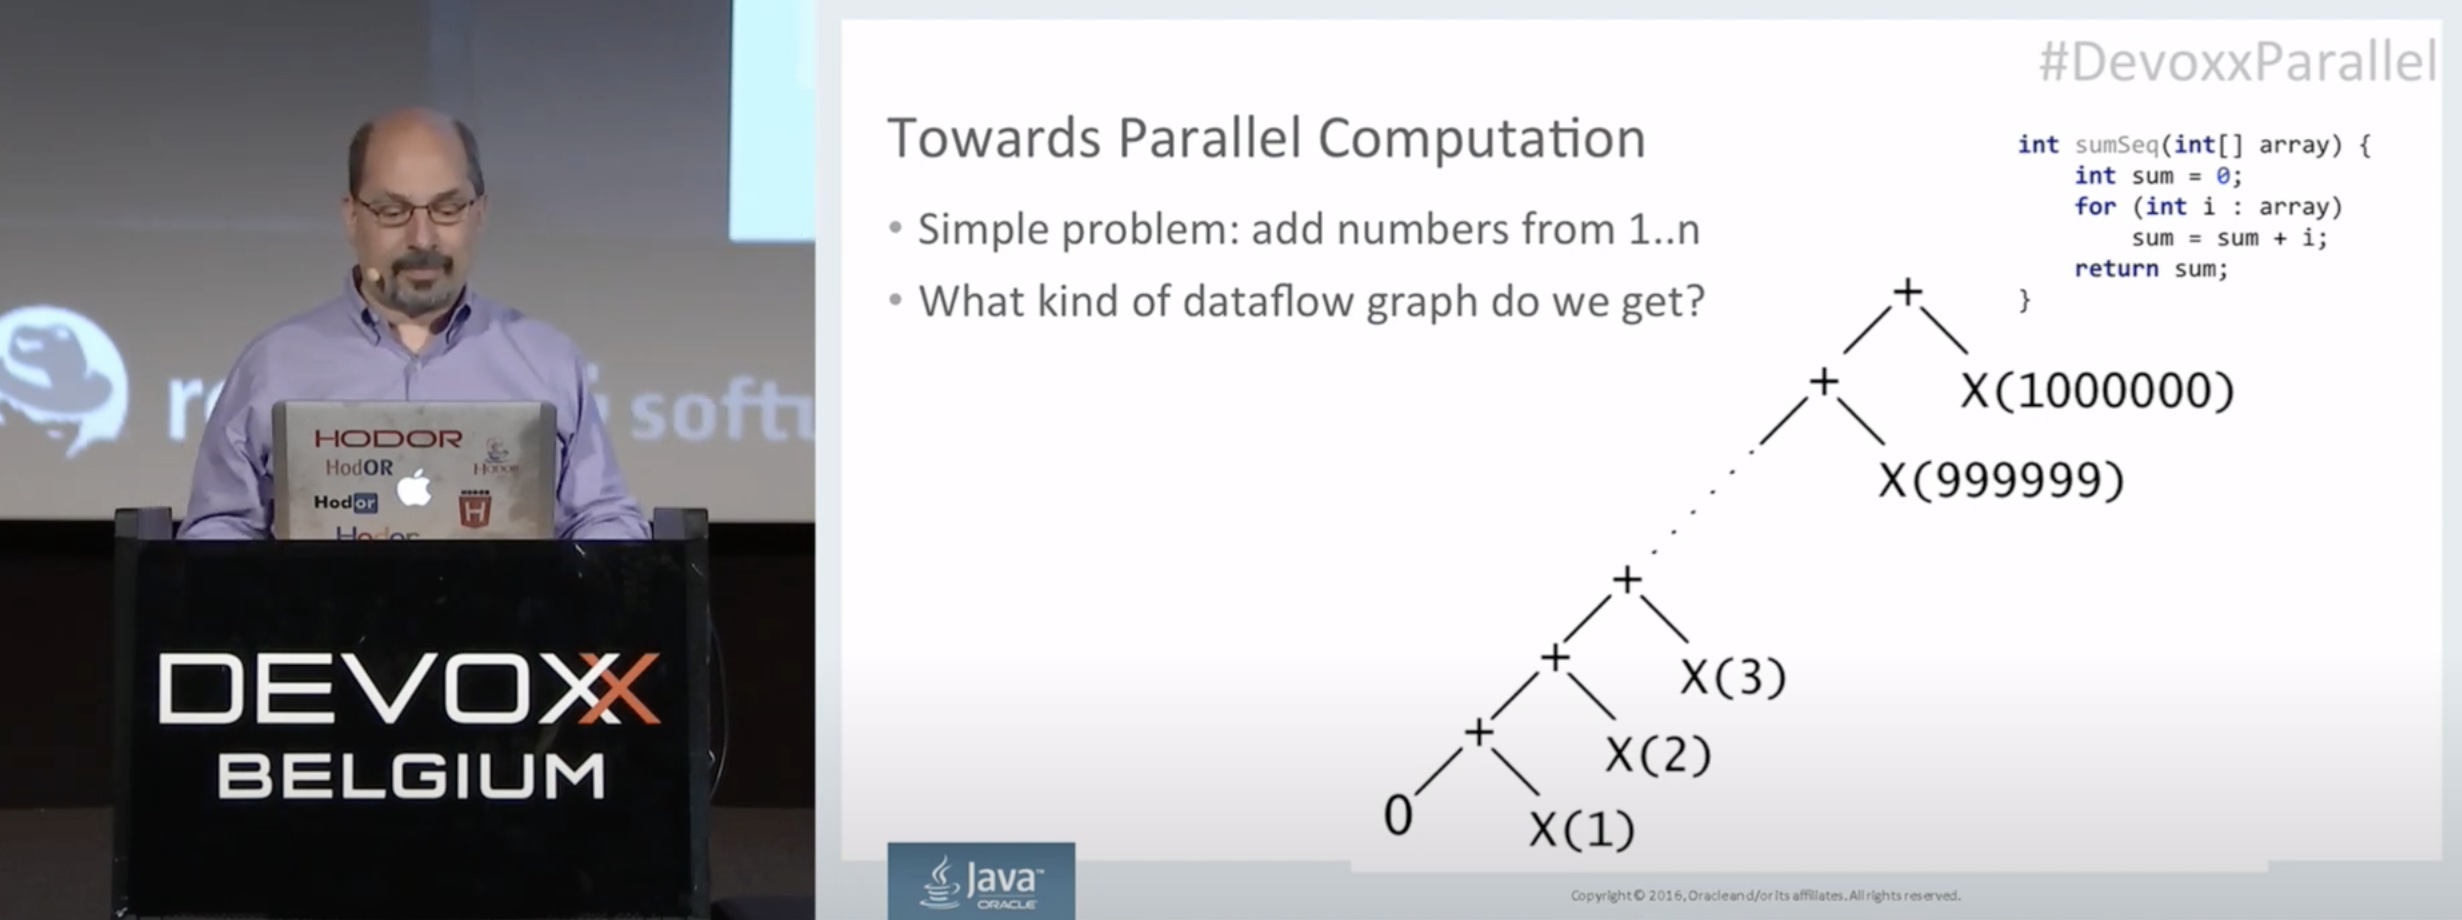 HODOR
HodOR
Hodor
Hodor
H
Hodor
DEVOXX
BELGIUM
#DevoxxParallel
Towards Parallel Computation
• Simple problem: add numbers from 1..n
• What kind of dataflow graph do we get?
int sumSeq(int[] array) {
int sum = 0;
for (int i : array)
sum = sum + i;
return sum;
}
+
+ X(1000000)
X(999999)
+
+ X(3)
+ X(2)
0 X(1)
Java™
ORACLE
Copyright © 2016, Oracle and/or its affiliates. All rights reserved.